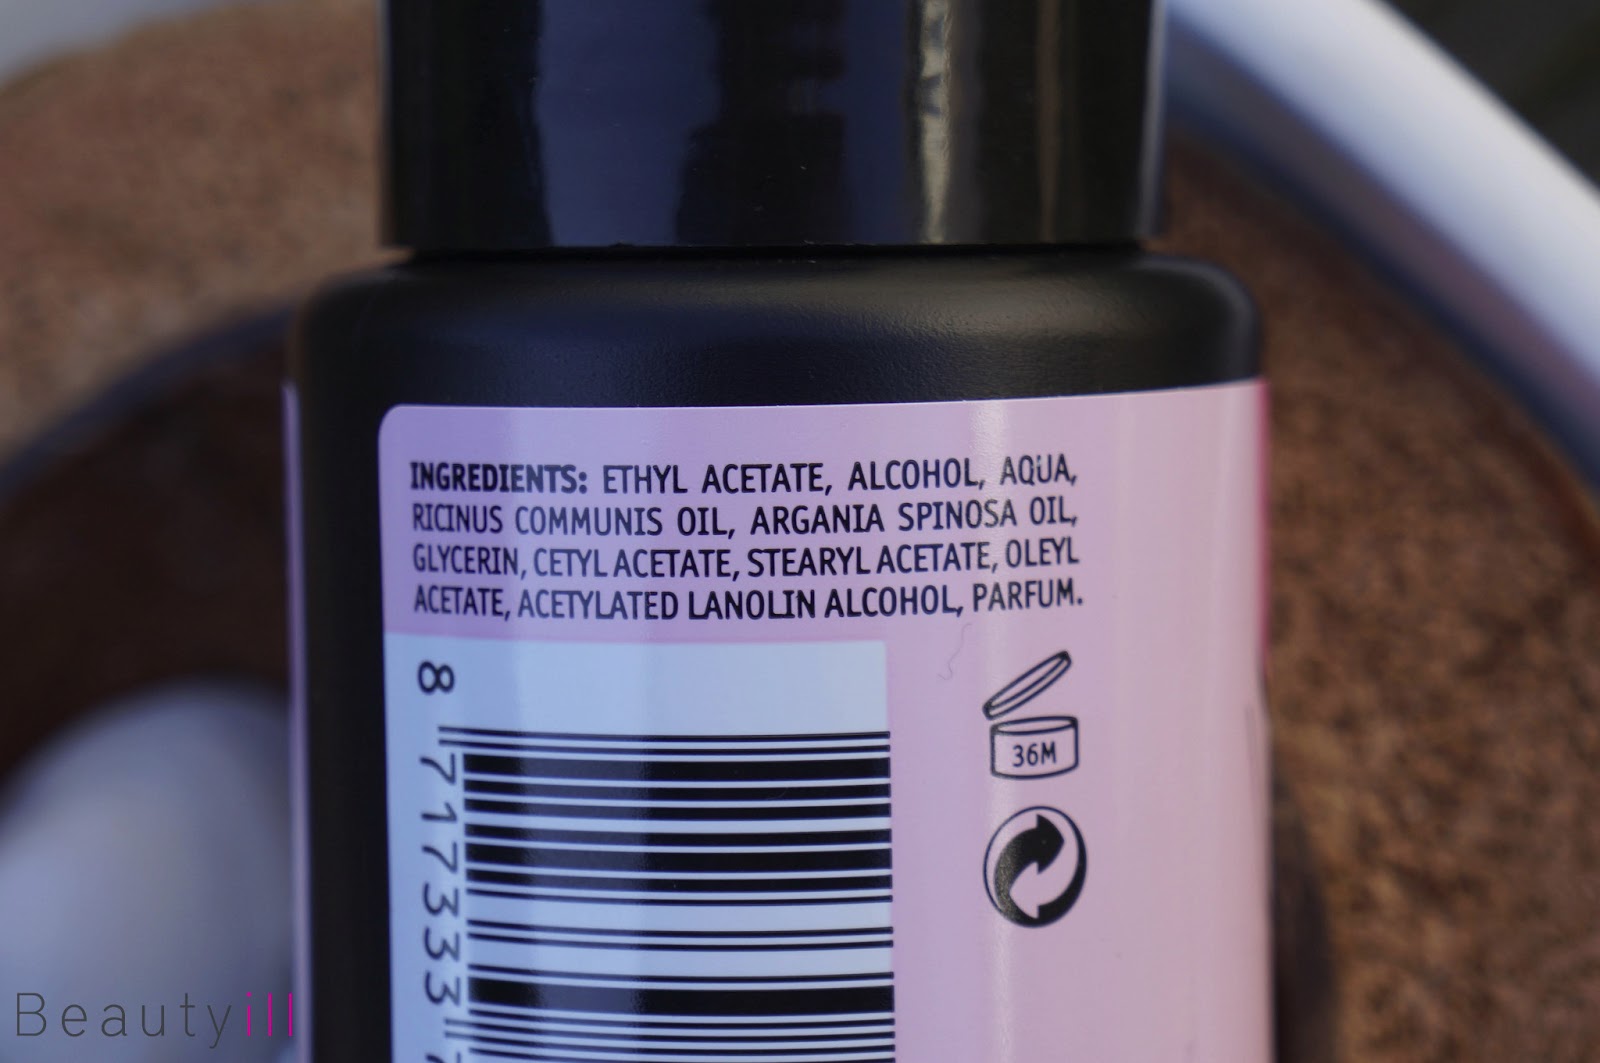 INGREDIENTS: ETHYL ACETATE, ALCOHOL, AQUA,
RICINUS COMMUNIS OIL, ARGANIA SPINOSA OIL,
GLYCERIN, CETYL ACETATE, STEARYL ACETATE, OLEYL
ACETATE, ACETYLATED LANOLIN ALCOHOL, PARFUM.
36M
8 717333
Beautyill